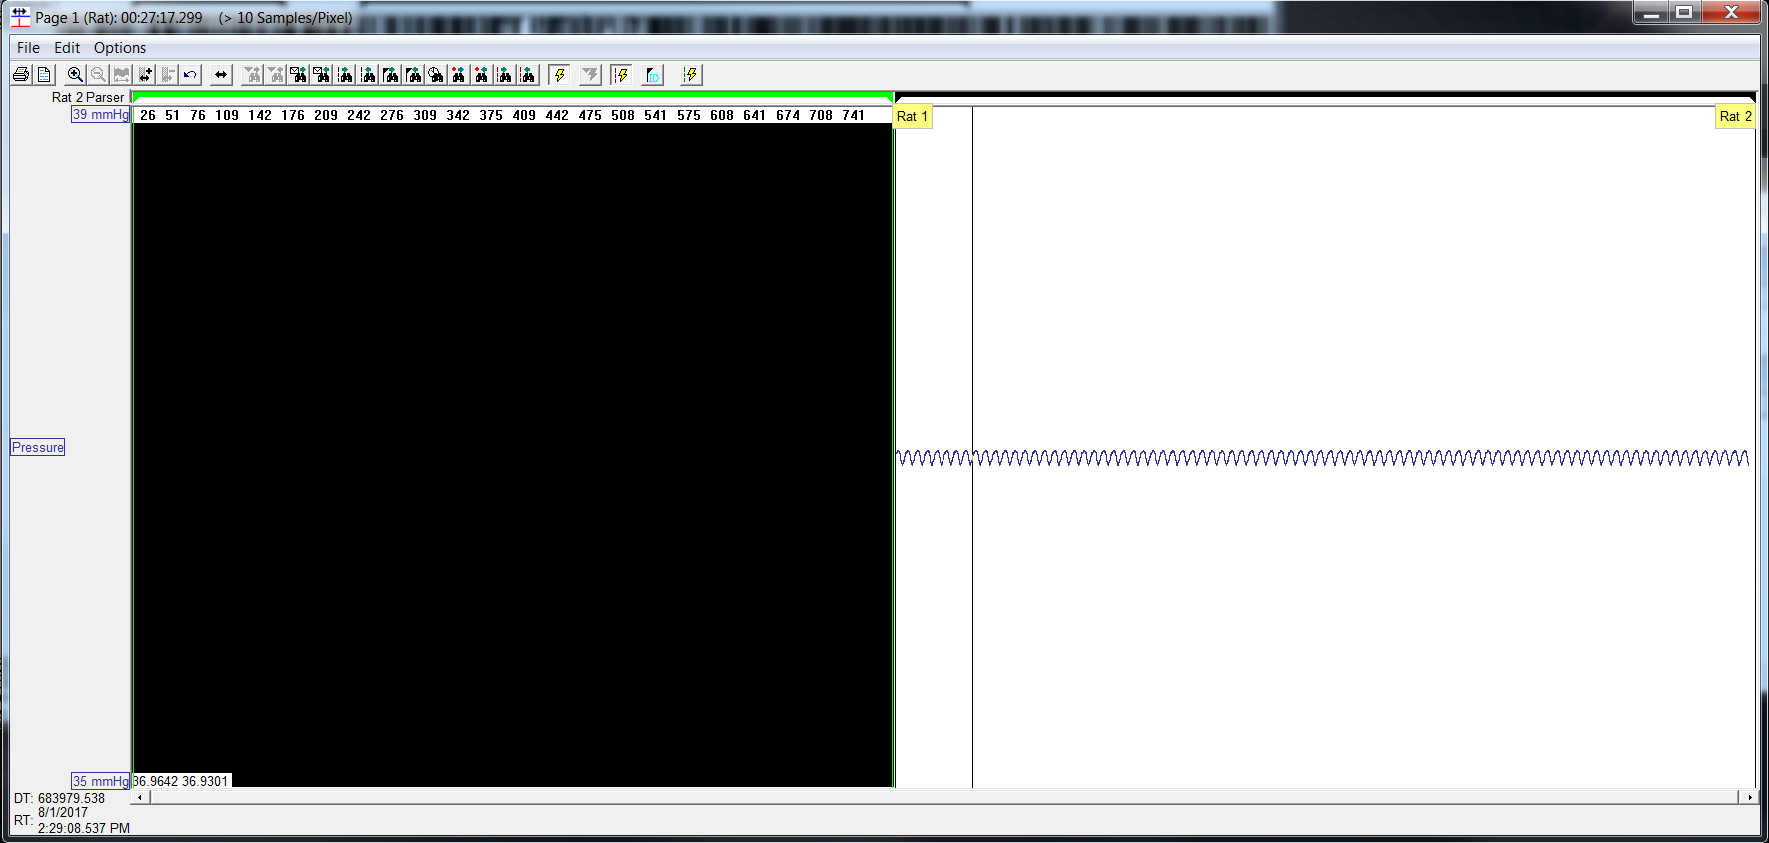 Page 1 (Rat): 00:27:17.299 (> 10 Samples/Pixel)
File Edit Options
Rat 2 Parser
39 mmHg 26 51 76 109 142 176 209 242 276 309 342 375 409 442 475 508 541 575 608 641 674 708 741 Rat 1 Rat 2
Pressure
35 mmHg 36.9642 36.9301
DT: 683979.538
8/1/2017
RT: 2:29:08.537 PM